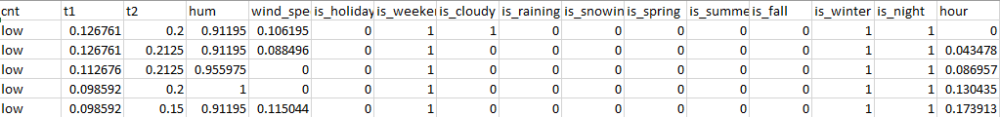 cnt t1 t2 hum wind_spe is_holiday is_weeker is_cloudy is_raining is_snowin is_spring is_summe is_fall is_winter is_night hour
low 0.126761 0.2 0.91195 0.106195 0 1 1 0 0 0 0 0 1 1 0
low 0.126761 0.2125 0.91195 0.088496 0 1 0 0 0 0 0 0 1 1 0.043478
low 0.112676 0.2125 0.955975 0 0 1 0 0 0 0 0 0 1 1 0.086957
low 0.098592 0.2 1 0 0 1 0 0 0 0 0 0 1 1 0.130435
low 0.098592 0.15 0.91195 0.115044 0 1 0 0 0 0 0 0 1 1 0.173913